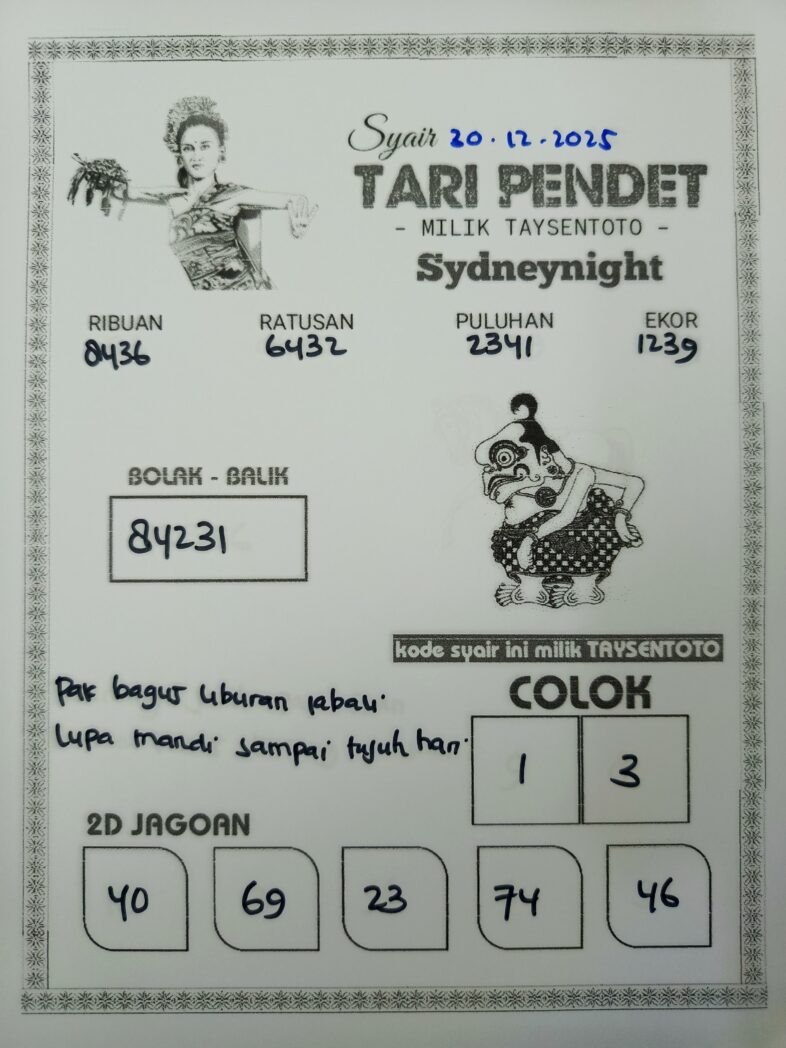 Syair 20.12.2025
TARI PENDET
- MILIK TAYSENTOTO -
Sydneynight
RIBUAN RATUSAN PULUHAN EKOR
8436 6432 2341 1239
BOLAK - BALIK
84231
kode syair ini milik TAYSENTOTO
Pak bagus liburan kabali
Lupa mandi sampai tujuh hari
COLOK
1 3
2D JAGOAN
40 69 23 74 46